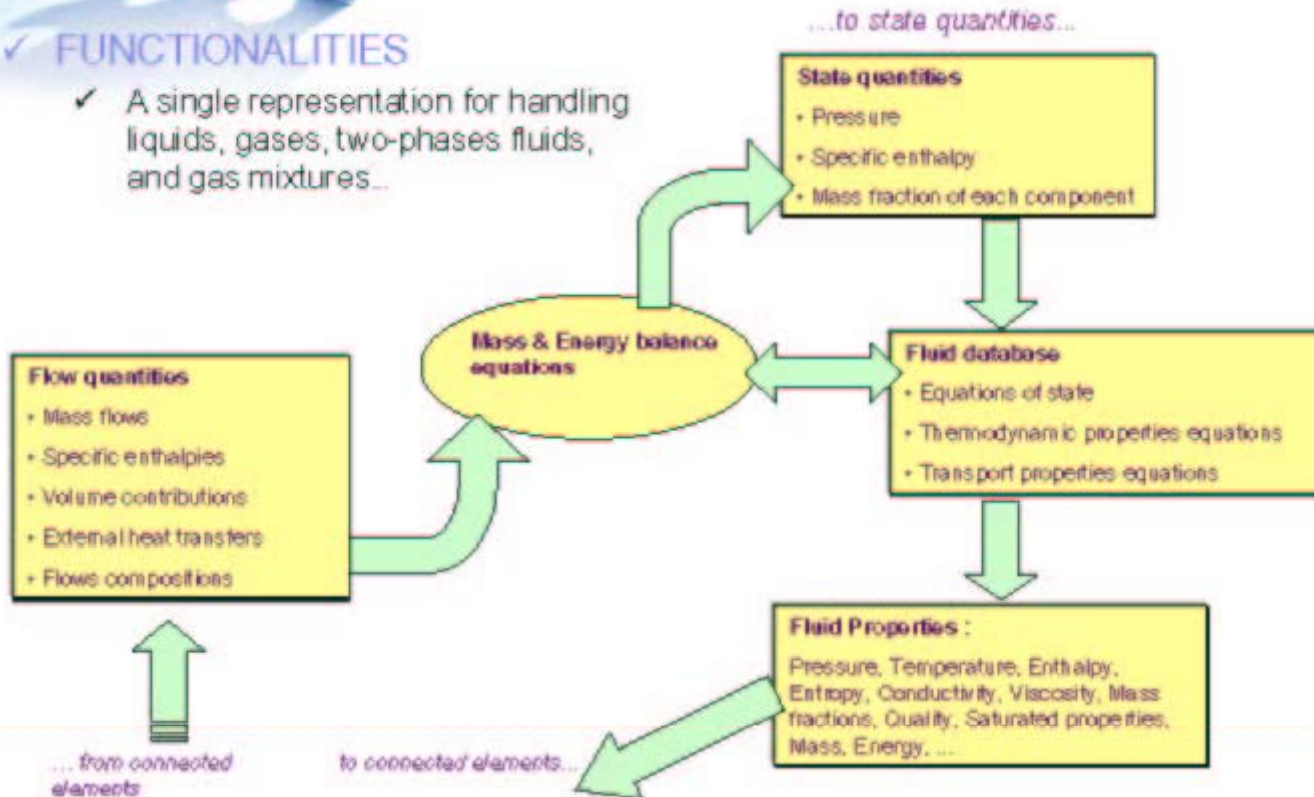 ...to state quantities...
✓ FUNCTIONALITIES
✓ A single representation for handling
liquids, gases, two-phases fluids,
and gas mixtures...
State quantities
• Pressure
• Specific enthalpy
• Mass fraction of each component
Mass & Energy balance
equations
Flow quantities
• Mass flows
• Specific enthalpies
• Volume contributions
• External heat transfers
• Flows compositions
Fluid database
• Equations of state
• Thermodynamic properties equations
• Transport properties equations
Fluid Properties :
Pressure, Temperature, Enthalpy,
Entropy, Conductivity, Viscosity, Mass
fractions, Quality, Saturated properties,
Mass, Energy, ...
... from connected
elements
to connected elements...